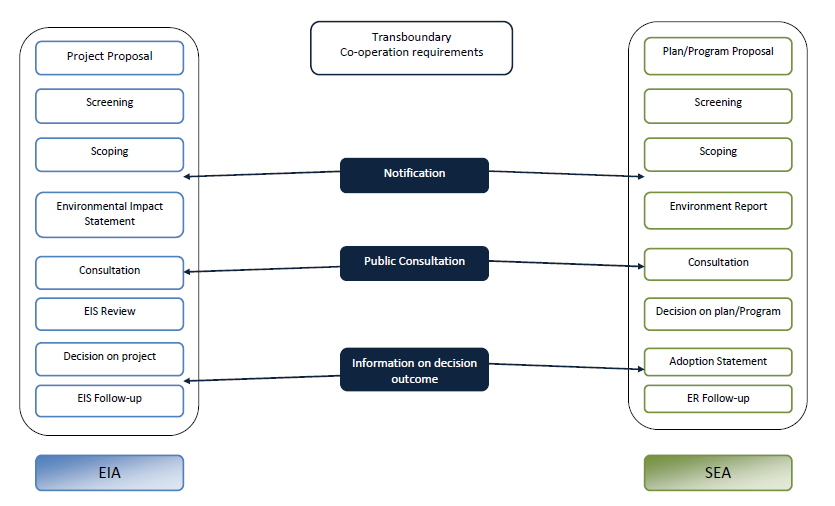 Project Proposal
Screening
Scoping
Environmental Impact
Statement
Consultation
EIS Review
Decision on project
EIS Follow-up
EIA
Transboundary
Co-operation requirements
Notification
Public Consultation
Information on decision
outcome
Plan/Program Proposal
Screening
Scoping
Environment Report
Consultation
Decision on plan/Program
Adoption Statement
ER Follow-up
SEA